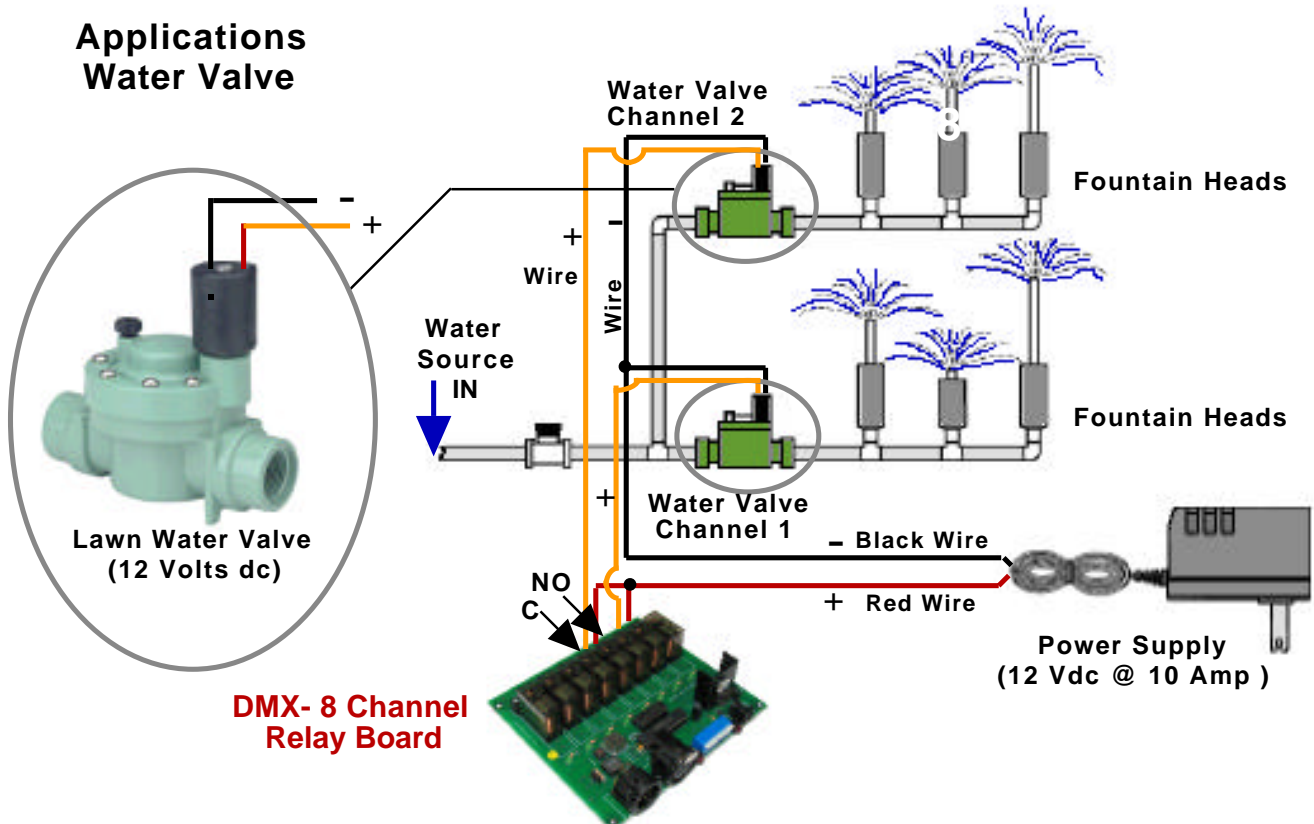 Applications
Water Valve
Water Valve
Channel 2
8
Fountain Heads
-
+
+
-
Wire
Wire
Water
Source
IN
Fountain Heads
Lawn Water Valve
(12 Volts dc)
+
Water Valve
Channel 1
- Black Wire
+ Red Wire
NO
C
Power Supply
(12 Vdc @ 10 Amp )
DMX- 8 Channel
Relay Board